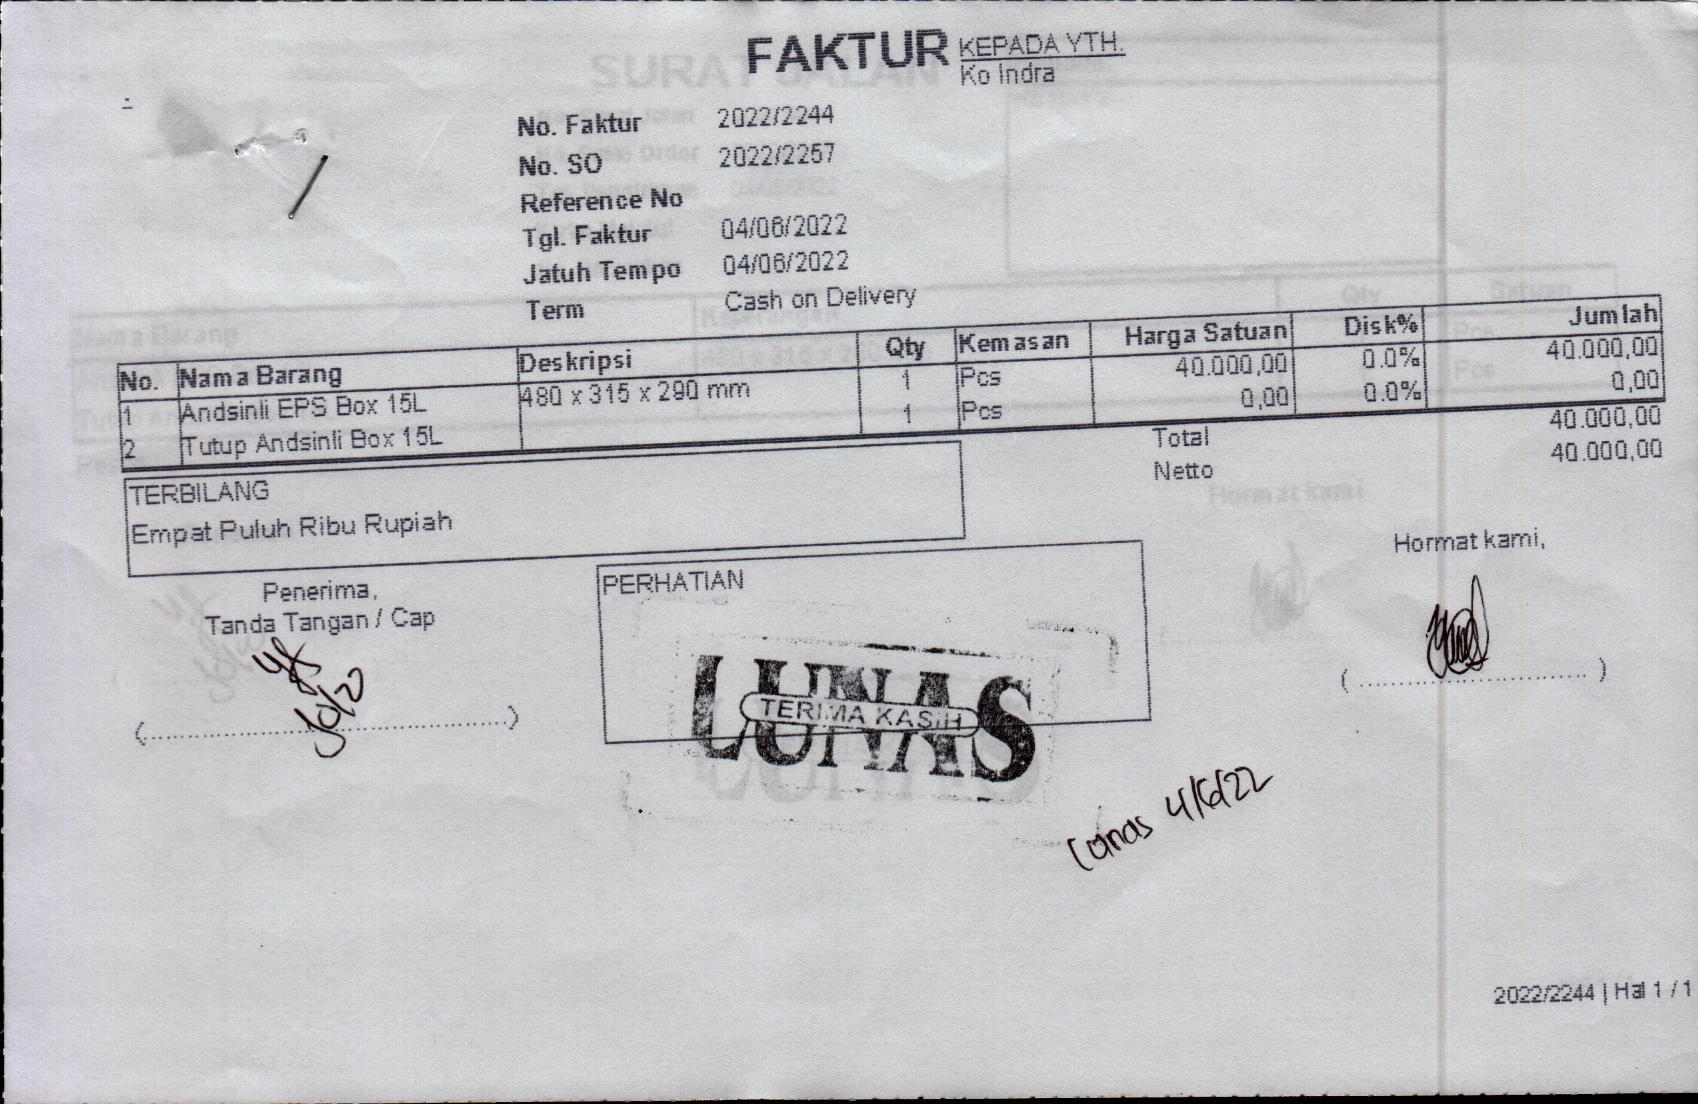 FAKTUR
KEPADA YTH.
Ko Indra
No. Faktur 2022/2244
No. SO 2022/2257
Reference No
Tgl. Faktur 04/06/2022
Jatuh Tempo 04/06/2022
Term Cash on Delivery
No. Nama Barang Deskripsi Qty Kemasan Harga Satuan Disk% Jumlah
1 Andsinli EPS Box 15L 480 x 315 x 290 mm 1 Pcs 40.000,00 0.0% 40.000,00
2 Tutup Andsinli Box 15L 1 Pcs 0,00 0.0% 0,00
Total 40.000,00
Netto 40.000,00
TERBILANG
Empat Puluh Ribu Rupiah
Penerima,
Tanda Tangan / Cap
PERHATIAN
Hormat kami,
LUNAS
TERIMA KASIH
Lunas 4/6/22
2022/2244 | Hal 1 / 1